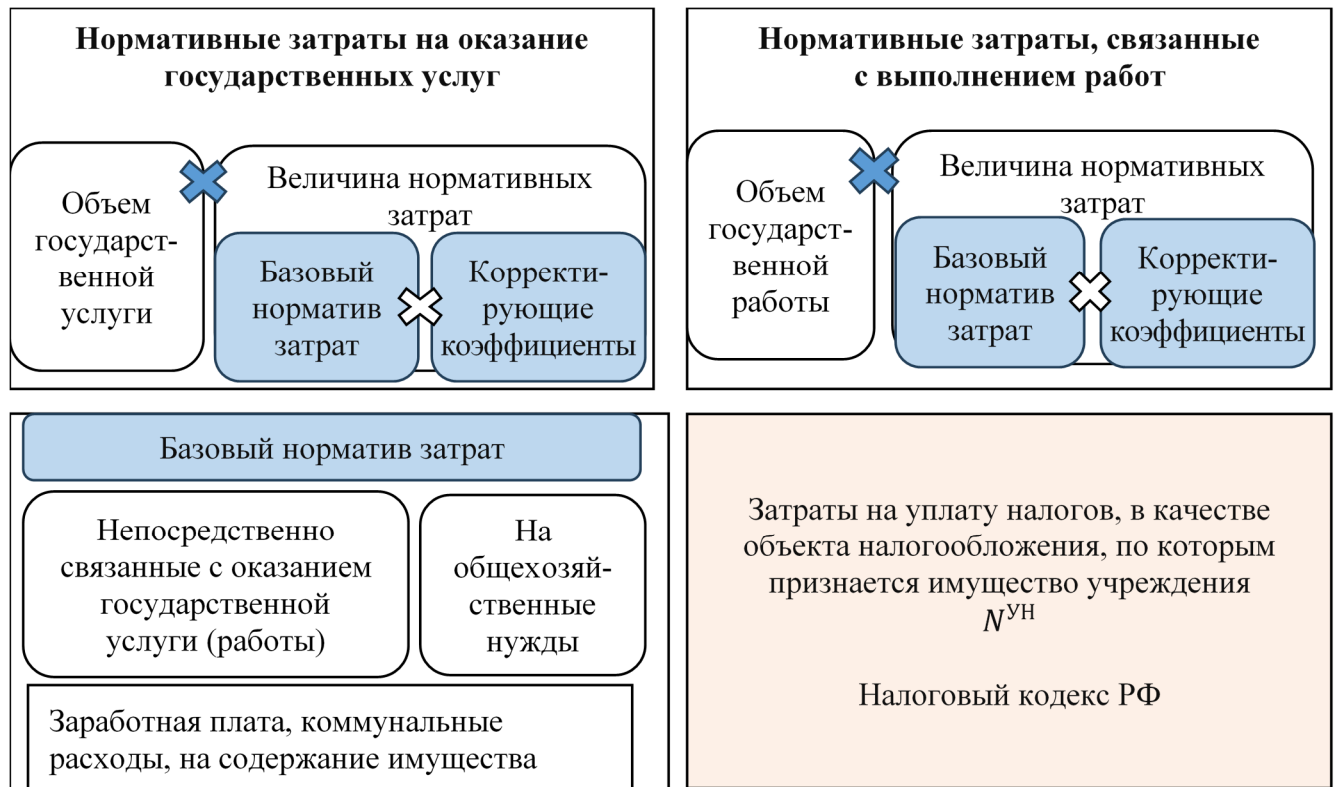 Нормативные затраты на оказание
государственных услуг
Объем
государст-
венной
услуги
Величина нормативных
затрат
Базовый
норматив
затрат
Корректи-
рующие
коэффициенты
Нормативные затраты, связанные
с выполнением работ
Объем
государст-
венной
работы
Величина нормативных
затрат
Базовый
норматив
затрат
Корректи-
рующие
коэффициенты
Базовый норматив затрат
Непосредственно
связанные с оказанием
государственной
услуги (работы)
На
общехозяй-
ственные
нужды
Заработная плата, коммунальные
расходы, на содержание имущества
Затраты на уплату налогов, в качестве
объекта налогообложения, по которым
признается имущество учреждения
N^УН
Налоговый кодекс РФ